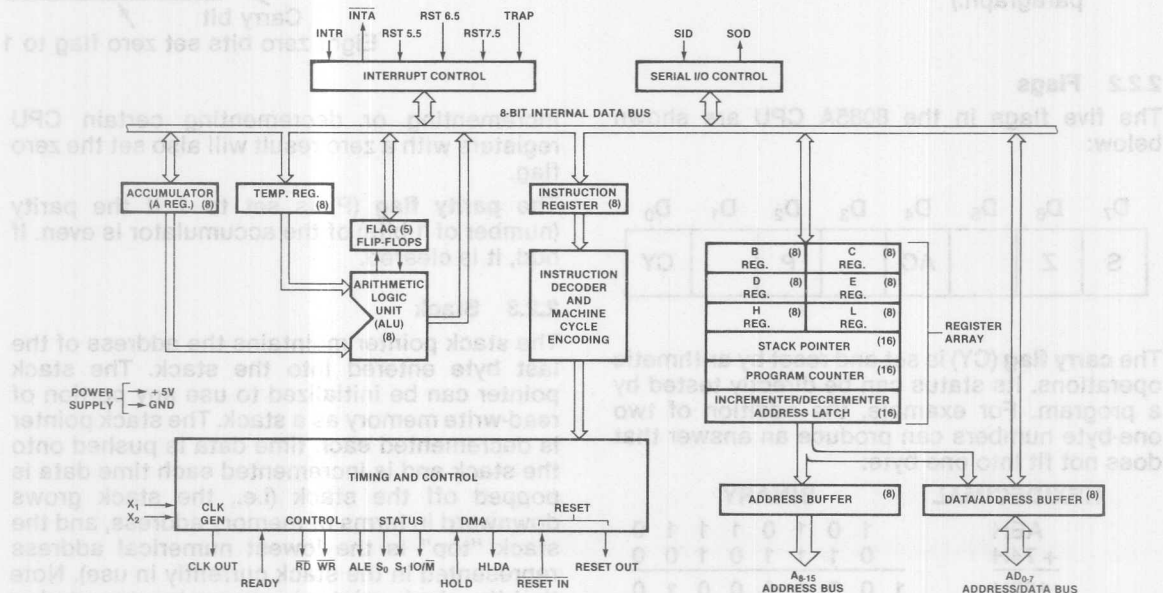 INTA
INTR RST 5.5 RST 6.5 RST7.5 TRAP
SID SOD
INTERRUPT CONTROL
SERIAL I/O CONTROL
8-BIT INTERNAL DATA BUS
ACCUMULATOR
(A REG.) (8)
TEMP. REG.
(8)
FLAG (5)
FLIP-FLOPS
ARITHMETIC
LOGIC
UNIT
(ALU)
(8)
INSTRUCTION
REGISTER (8)
INSTRUCTION
DECODER
AND
MACHINE
CYCLE
ENCODING
B (8)
REG.
C (8)
REG.
D (8)
REG.
E (8)
REG.
H (8)
REG.
L (8)
REG.
STACK POINTER (16)
PROGRAM COUNTER (16)
INCREMENTER/DECREMENTER
ADDRESS LATCH (16)
REGISTER
ARRAY
POWER
SUPPLY
+5V
GND
TIMING AND CONTROL
X1
X2
CLK
GEN
CONTROL
STATUS
DMA
RESET
CLK OUT
READY
RD WR
ALE S0 S1 IO/M
HOLD
HLDA
RESET IN
RESET OUT
ADDRESS BUFFER (8)
DATA/ADDRESS BUFFER (8)
A8-15
ADDRESS BUS
AD0-7
ADDRESS/DATA BUS
paragraph.)
Carry bit
zero bits set zero flag to 1
2.2.2 Flags
The five flags in the 8085A CPU are shown
below:
D7 D6 D5 D4 D3 D2 D1 D0
S Z AC P CY
The carry flag (CY) is set and reset by arithmetic
operations. Its status can be directly tested by
a program. For example, the addition of two
one-byte numbers can produce an answer that
does not fit into one byte:
Incrementing or decrementing certain CPU
registers with a zero result will also set the zero
flag.
parity flag (P) is set the parity
(number of of the accumulator is even. If
odd, it is cleared.
2.2.3 Stack
The stack pointer maintains the address of the
last byte entered into the stack. The stack
pointer can be initialized to use any portion of
read-write memory as a stack. The stack pointer
is decremented each time data is pushed onto
the stack and is incremented each time data is
popped off the stack (i.e., the stack grows
downward in terms of memory address, and the
stack "top" is the lowest numerical address
represented in the stack currently in use). Note